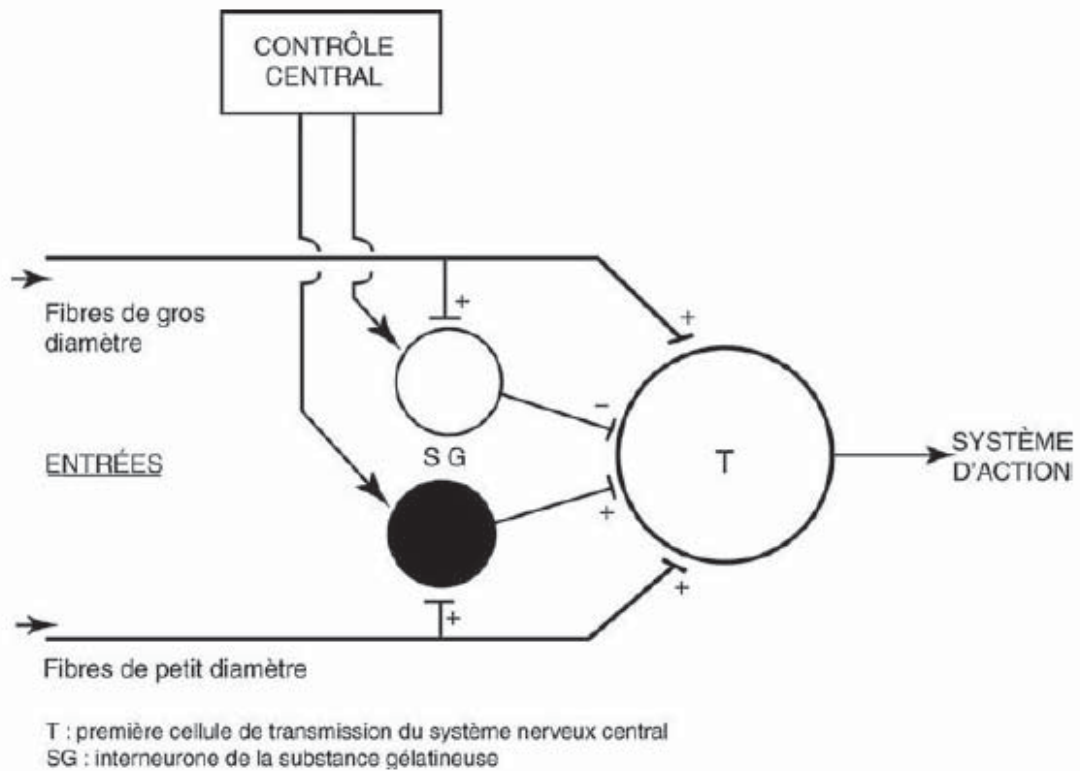 CONTRÔLE
CENTRAL
Fibres de gros
diamètre
+
+
−
ENTRÉES
S G
T
SYSTÈME
D'ACTION
+
+
+
Fibres de petit diamètre
T : première cellule de transmission du système nerveux central
SG : interneurone de la substance gélatineuse